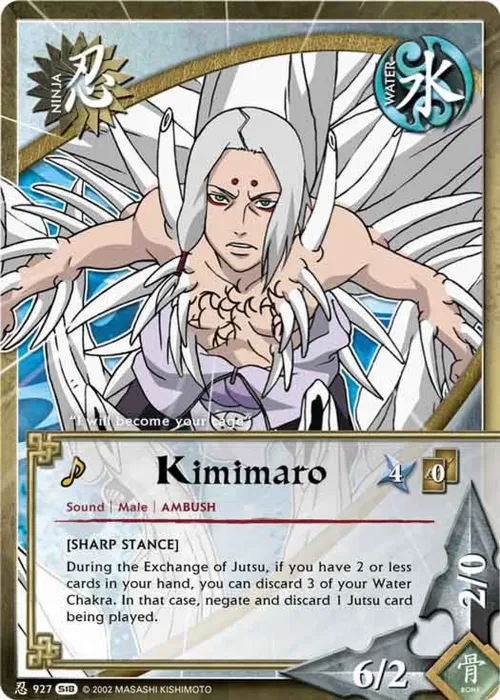 NINJA
忍
WATER
水
"I will become your cage"
Kimimaro
4
0
Sound | Male | AMBUSH
[SHARP STANCE]
During the Exchange of Jutsu, if you have 2 or less
cards in your hand, you can discard 3 of your Water
Chakra. In that case, negate and discard 1 Jutsu card
being played.
2/0
6/2
骨
BONE
忍 927 S18 © 2002 MASASHI KISHIMOTO